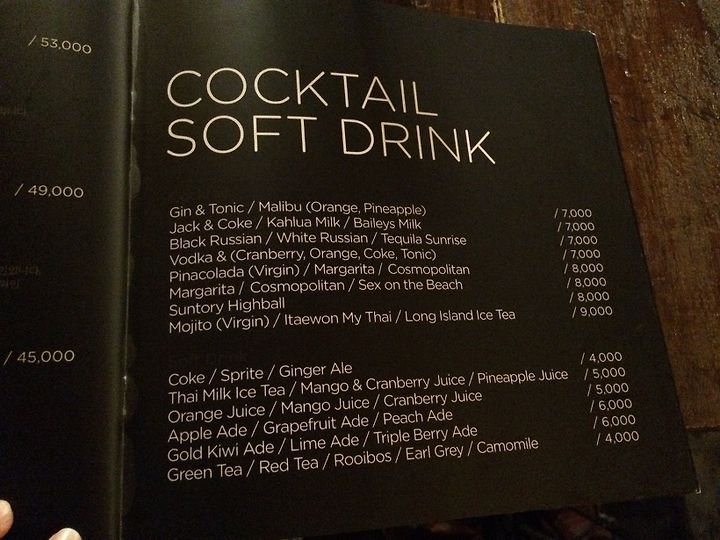 / 53,000
/ 49,000
/ 45,000
COCKTAIL
SOFT DRINK
Gin & Tonic / Malibu (Orange, Pineapple) / 7,000
Jack & Coke / Kahlua Milk / Baileys Milk / 7,000
Black Russian / White Russian / Tequila Sunrise / 7,000
Vodka & (Cranberry, Orange, Coke, Tonic) / 7,000
Pinacolada (Virgin) / Margarita / Cosmopolitan / 8,000
Margarita / Cosmopolitan / Sex on the Beach / 8,000
Suntory Highball / 8,000
Mojito (Virgin) / Itaewon My Thai / Long Island Ice Tea / 9,000
Soft Drink
Coke / Sprite / Ginger Ale / 4,000
Thai Milk Ice Tea / Mango & Cranberry Juice / Pineapple Juice / 5,000
Orange Juice / Mango Juice / Cranberry Juice / 5,000
Apple Ade / Grapefruit Ade / Peach Ade / 6,000
Gold Kiwi Ade / Lime Ade / Triple Berry Ade / 6,000
Green Tea / Red Tea / Rooibos / Earl Grey / Camomile / 4,000